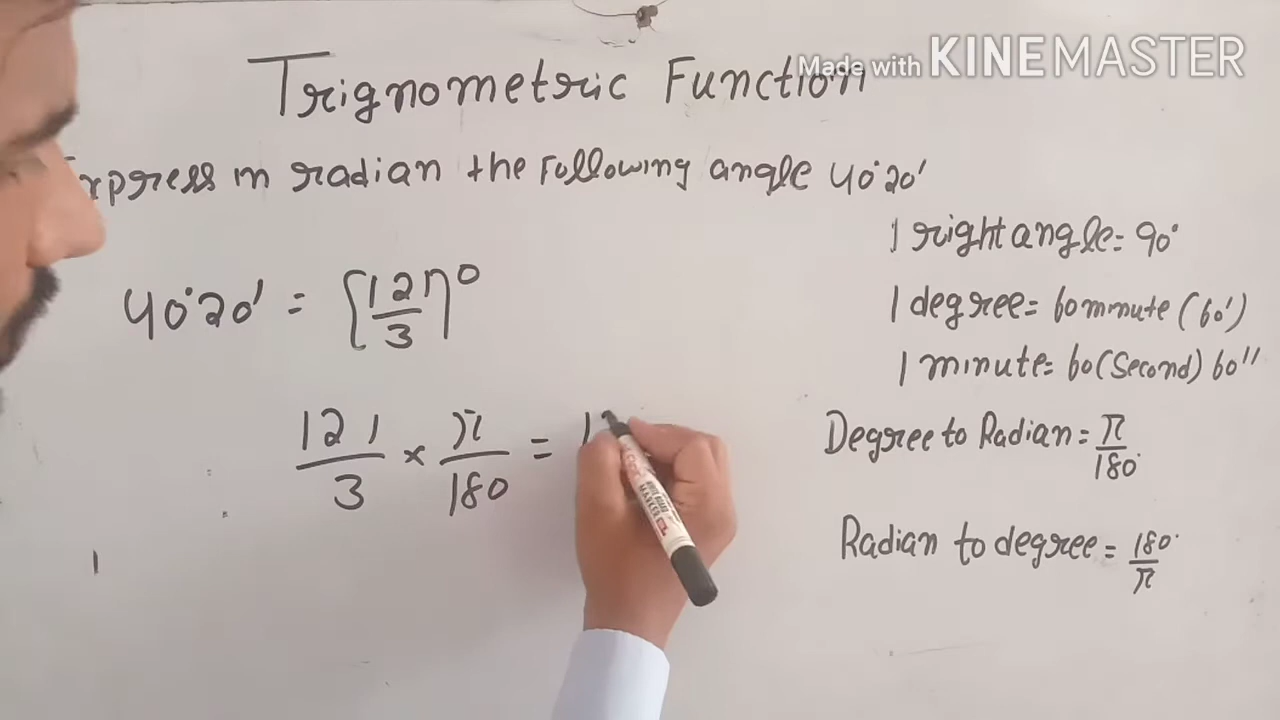 Trignometric Function
Made with KINEMASTER
Express in radian the following angle 40°20'
1 right angle = 90°
40°20' = [121/3]°
1 degree = 60 minute (60')
1 minute = 60 (Second) 60''
121/3 × π/180 =
Degree to Radian = π/180°
Radian to degree = 180°/π